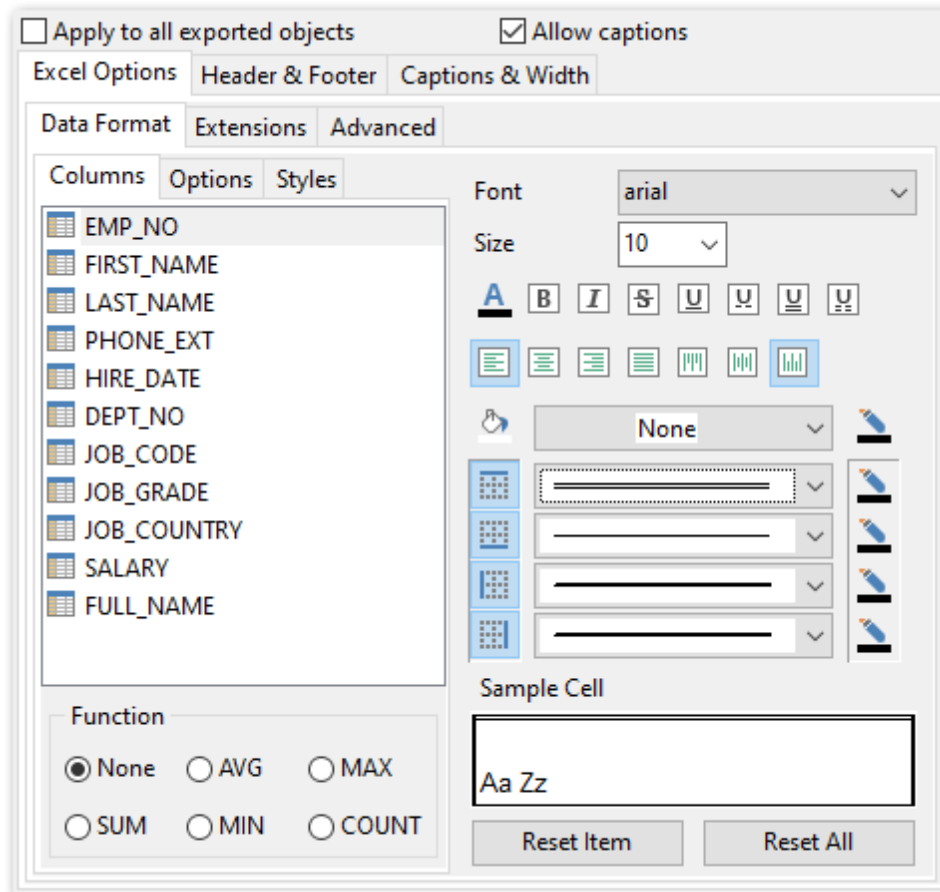 Apply to all exported objects Allow captions
Excel Options Header & Footer Captions & Width
Data Format Extensions Advanced
Columns Options Styles
EMP_NO
FIRST_NAME
LAST_NAME
PHONE_EXT
HIRE_DATE
DEPT_NO
JOB_CODE
JOB_GRADE
JOB_COUNTRY
SALARY
FULL_NAME
Function
None AVG MAX
SUM MIN COUNT
Font arial
Size 10
A B I S U U U U
None
Sample Cell
Aa Zz
Reset Item Reset All